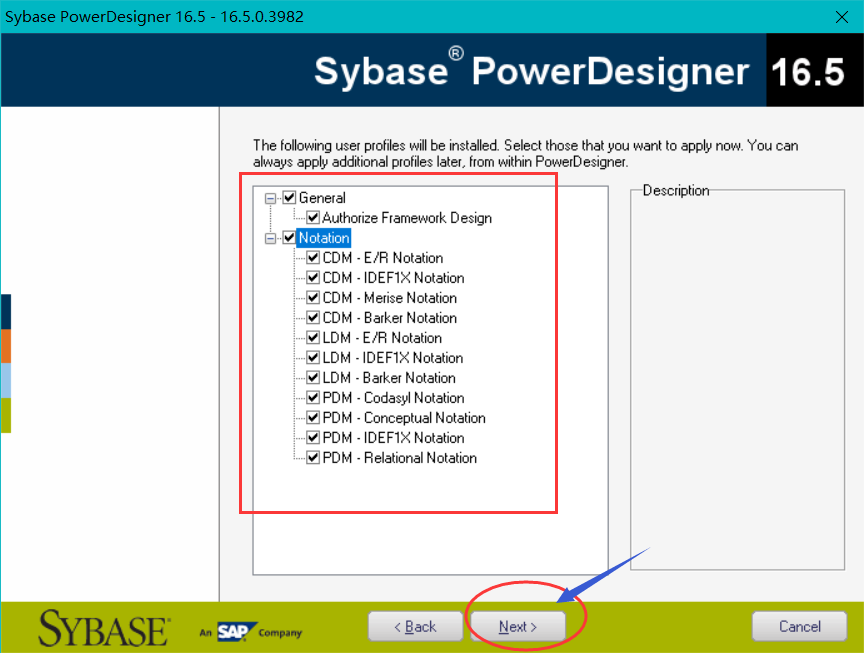 Sybase PowerDesigner 16.5 - 16.5.0.3982
Sybase® PowerDesigner 16.5
The following user profiles will be installed. Select those that you want to apply now. You can
always apply additional profiles later, from within PowerDesigner.
General
Authorize Framework Design
Notation
CDM - E/R Notation
CDM - IDEF1X Notation
CDM - Merise Notation
CDM - Barker Notation
LDM - E/R Notation
LDM - IDEF1X Notation
LDM - Barker Notation
PDM - Codasyl Notation
PDM - Conceptual Notation
PDM - IDEF1X Notation
PDM - Relational Notation
Description
SYBASE® An SAP Company
< Back
Next >
Cancel